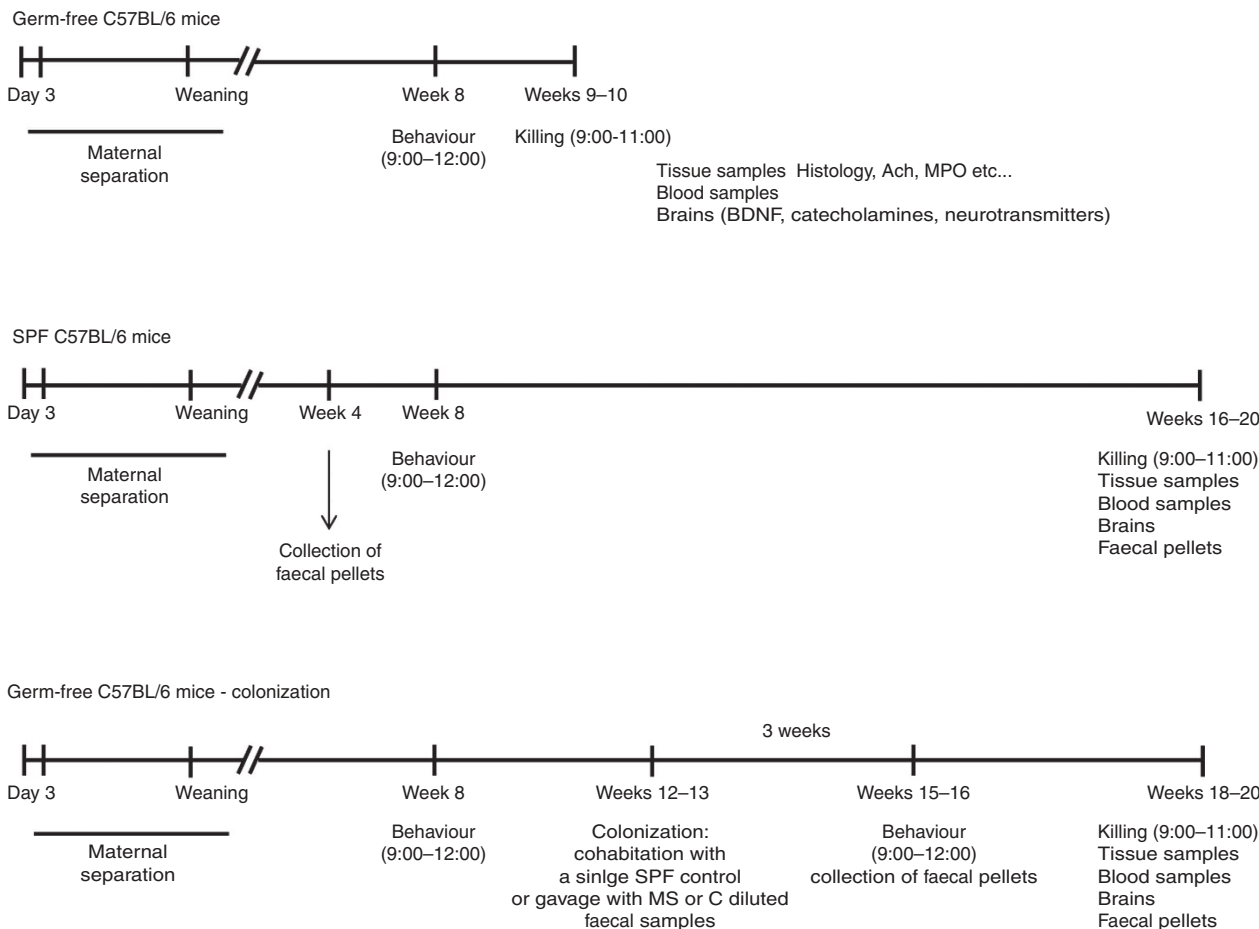 Germ-free C57BL/6 mice
Day 3 Weaning Week 8 Weeks 9–10
Maternal
separation
Behaviour
(9:00–12:00)
Killing (9:00-11:00)
Tissue samples Histology, Ach, MPO etc...
Blood samples
Brains (BDNF, catecholamines, neurotransmitters)
SPF C57BL/6 mice
Day 3 Weaning Week 4 Week 8 Weeks 16–20
Maternal
separation
Collection of
faecal pellets
Behaviour
(9:00–12:00)
Killing (9:00–11:00)
Tissue samples
Blood samples
Brains
Faecal pellets
Germ-free C57BL/6 mice - colonization
3 weeks
Day 3 Weaning Week 8 Weeks 12–13 Weeks 15–16 Weeks 18–20
Maternal
separation
Behaviour
(9:00–12:00)
Colonization:
cohabitation with
a sinlge SPF control
or gavage with MS or C diluted
faecal samples
Behaviour
(9:00–12:00)
collection of faecal pellets
Killing (9:00–11:00)
Tissue samples
Blood samples
Brains
Faecal pellets